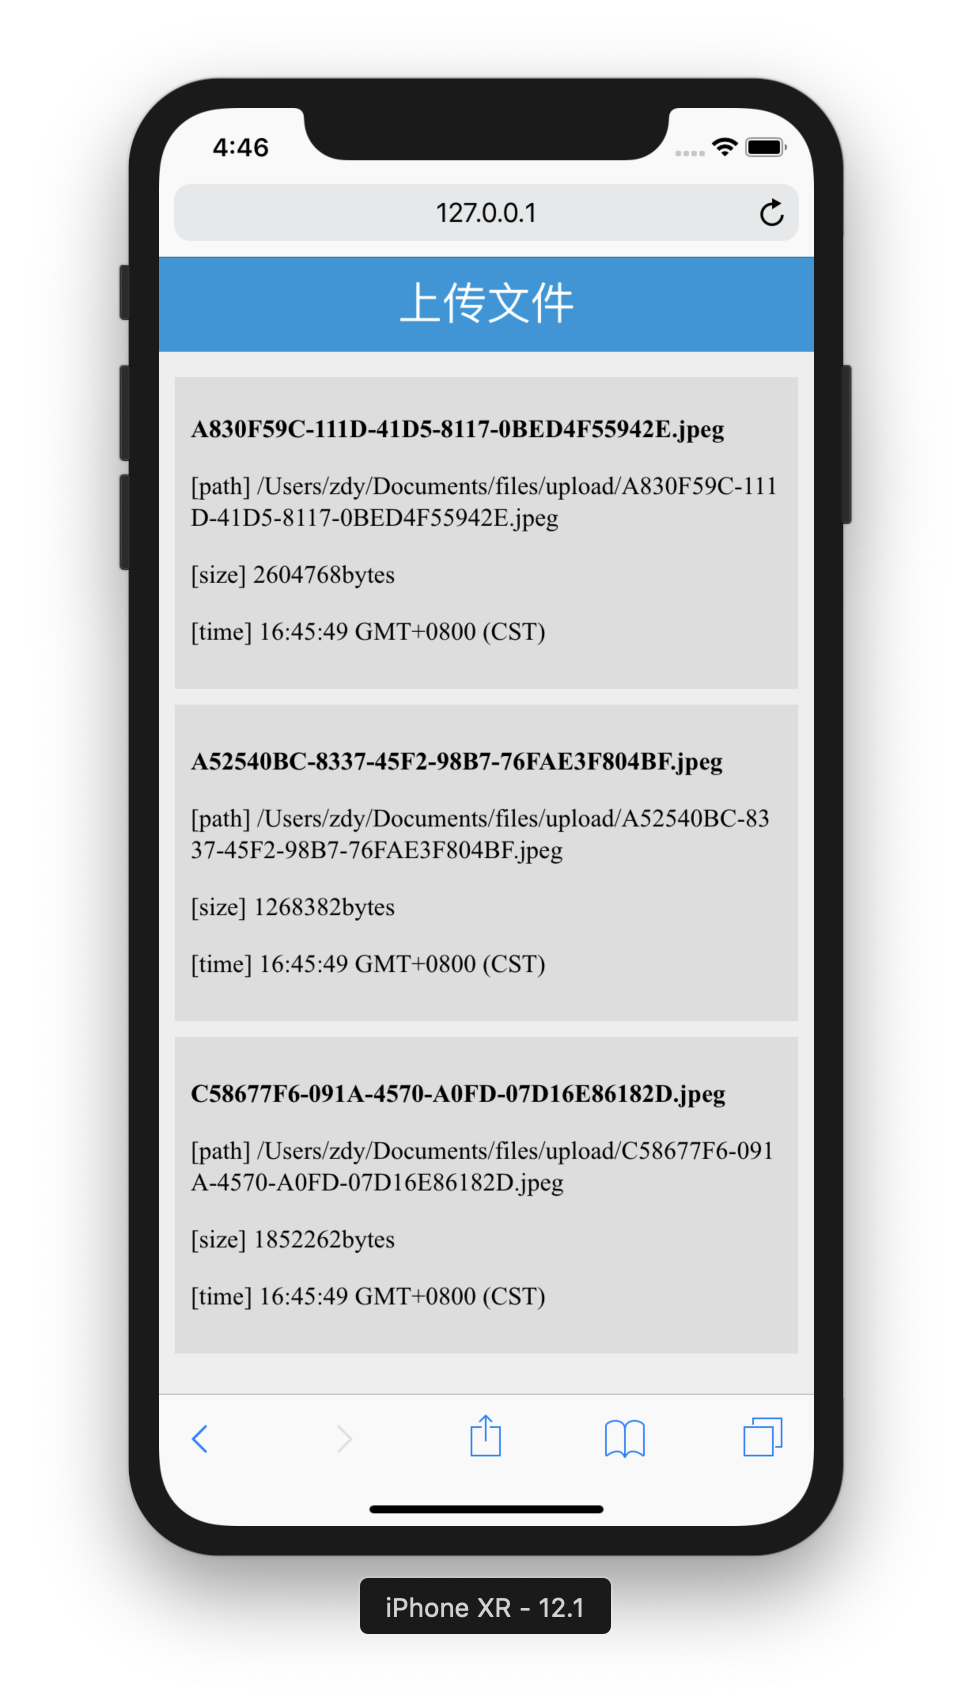 4:46
127.0.0.1
上传文件
A830F59C-111D-41D5-8117-0BED4F55942E.jpeg
[path] /Users/zdy/Documents/files/upload/A830F59C-111
D-41D5-8117-0BED4F55942E.jpeg
[size] 2604768bytes
[time] 16:45:49 GMT+0800 (CST)
A52540BC-8337-45F2-98B7-76FAE3F804BF.jpeg
[path] /Users/zdy/Documents/files/upload/A52540BC-83
37-45F2-98B7-76FAE3F804BF.jpeg
[size] 1268382bytes
[time] 16:45:49 GMT+0800 (CST)
C58677F6-091A-4570-A0FD-07D16E86182D.jpeg
[path] /Users/zdy/Documents/files/upload/C58677F6-091
A-4570-A0FD-07D16E86182D.jpeg
[size] 1852262bytes
[time] 16:45:49 GMT+0800 (CST)
iPhone XR - 12.1